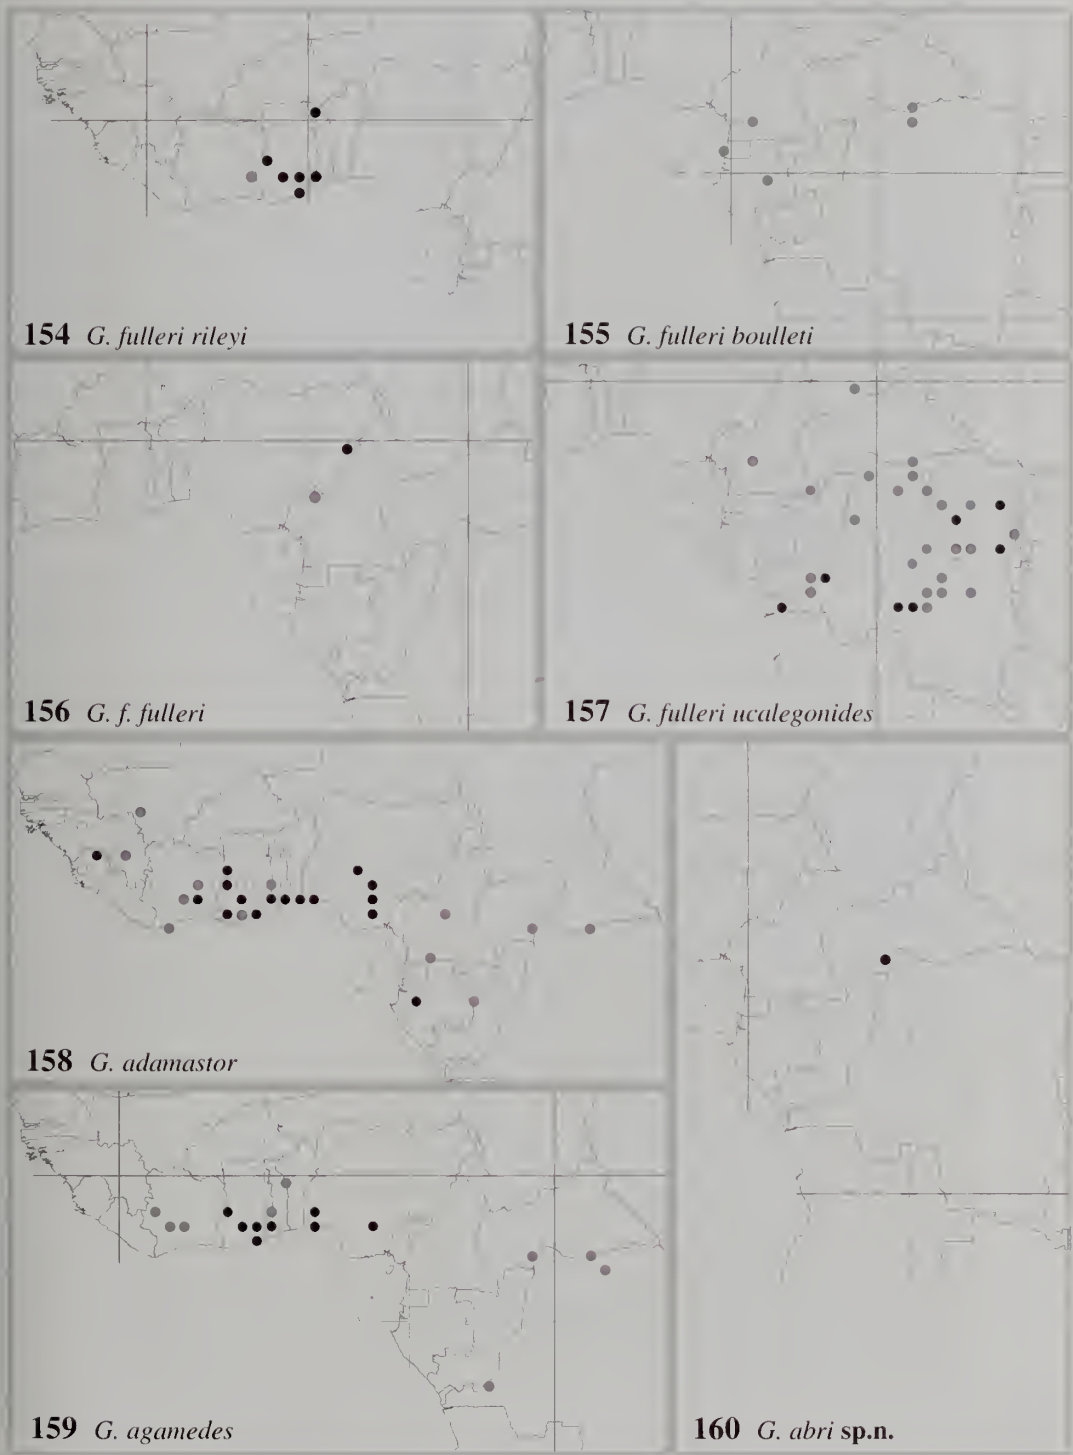 154 G. fulleri rileyi
155 G. fulleri boulleti
156 G. f. fulleri
157 G. fulleri ucalegonides
158 G. adamastor
159 G. agamedes
160 G. abri sp.n.